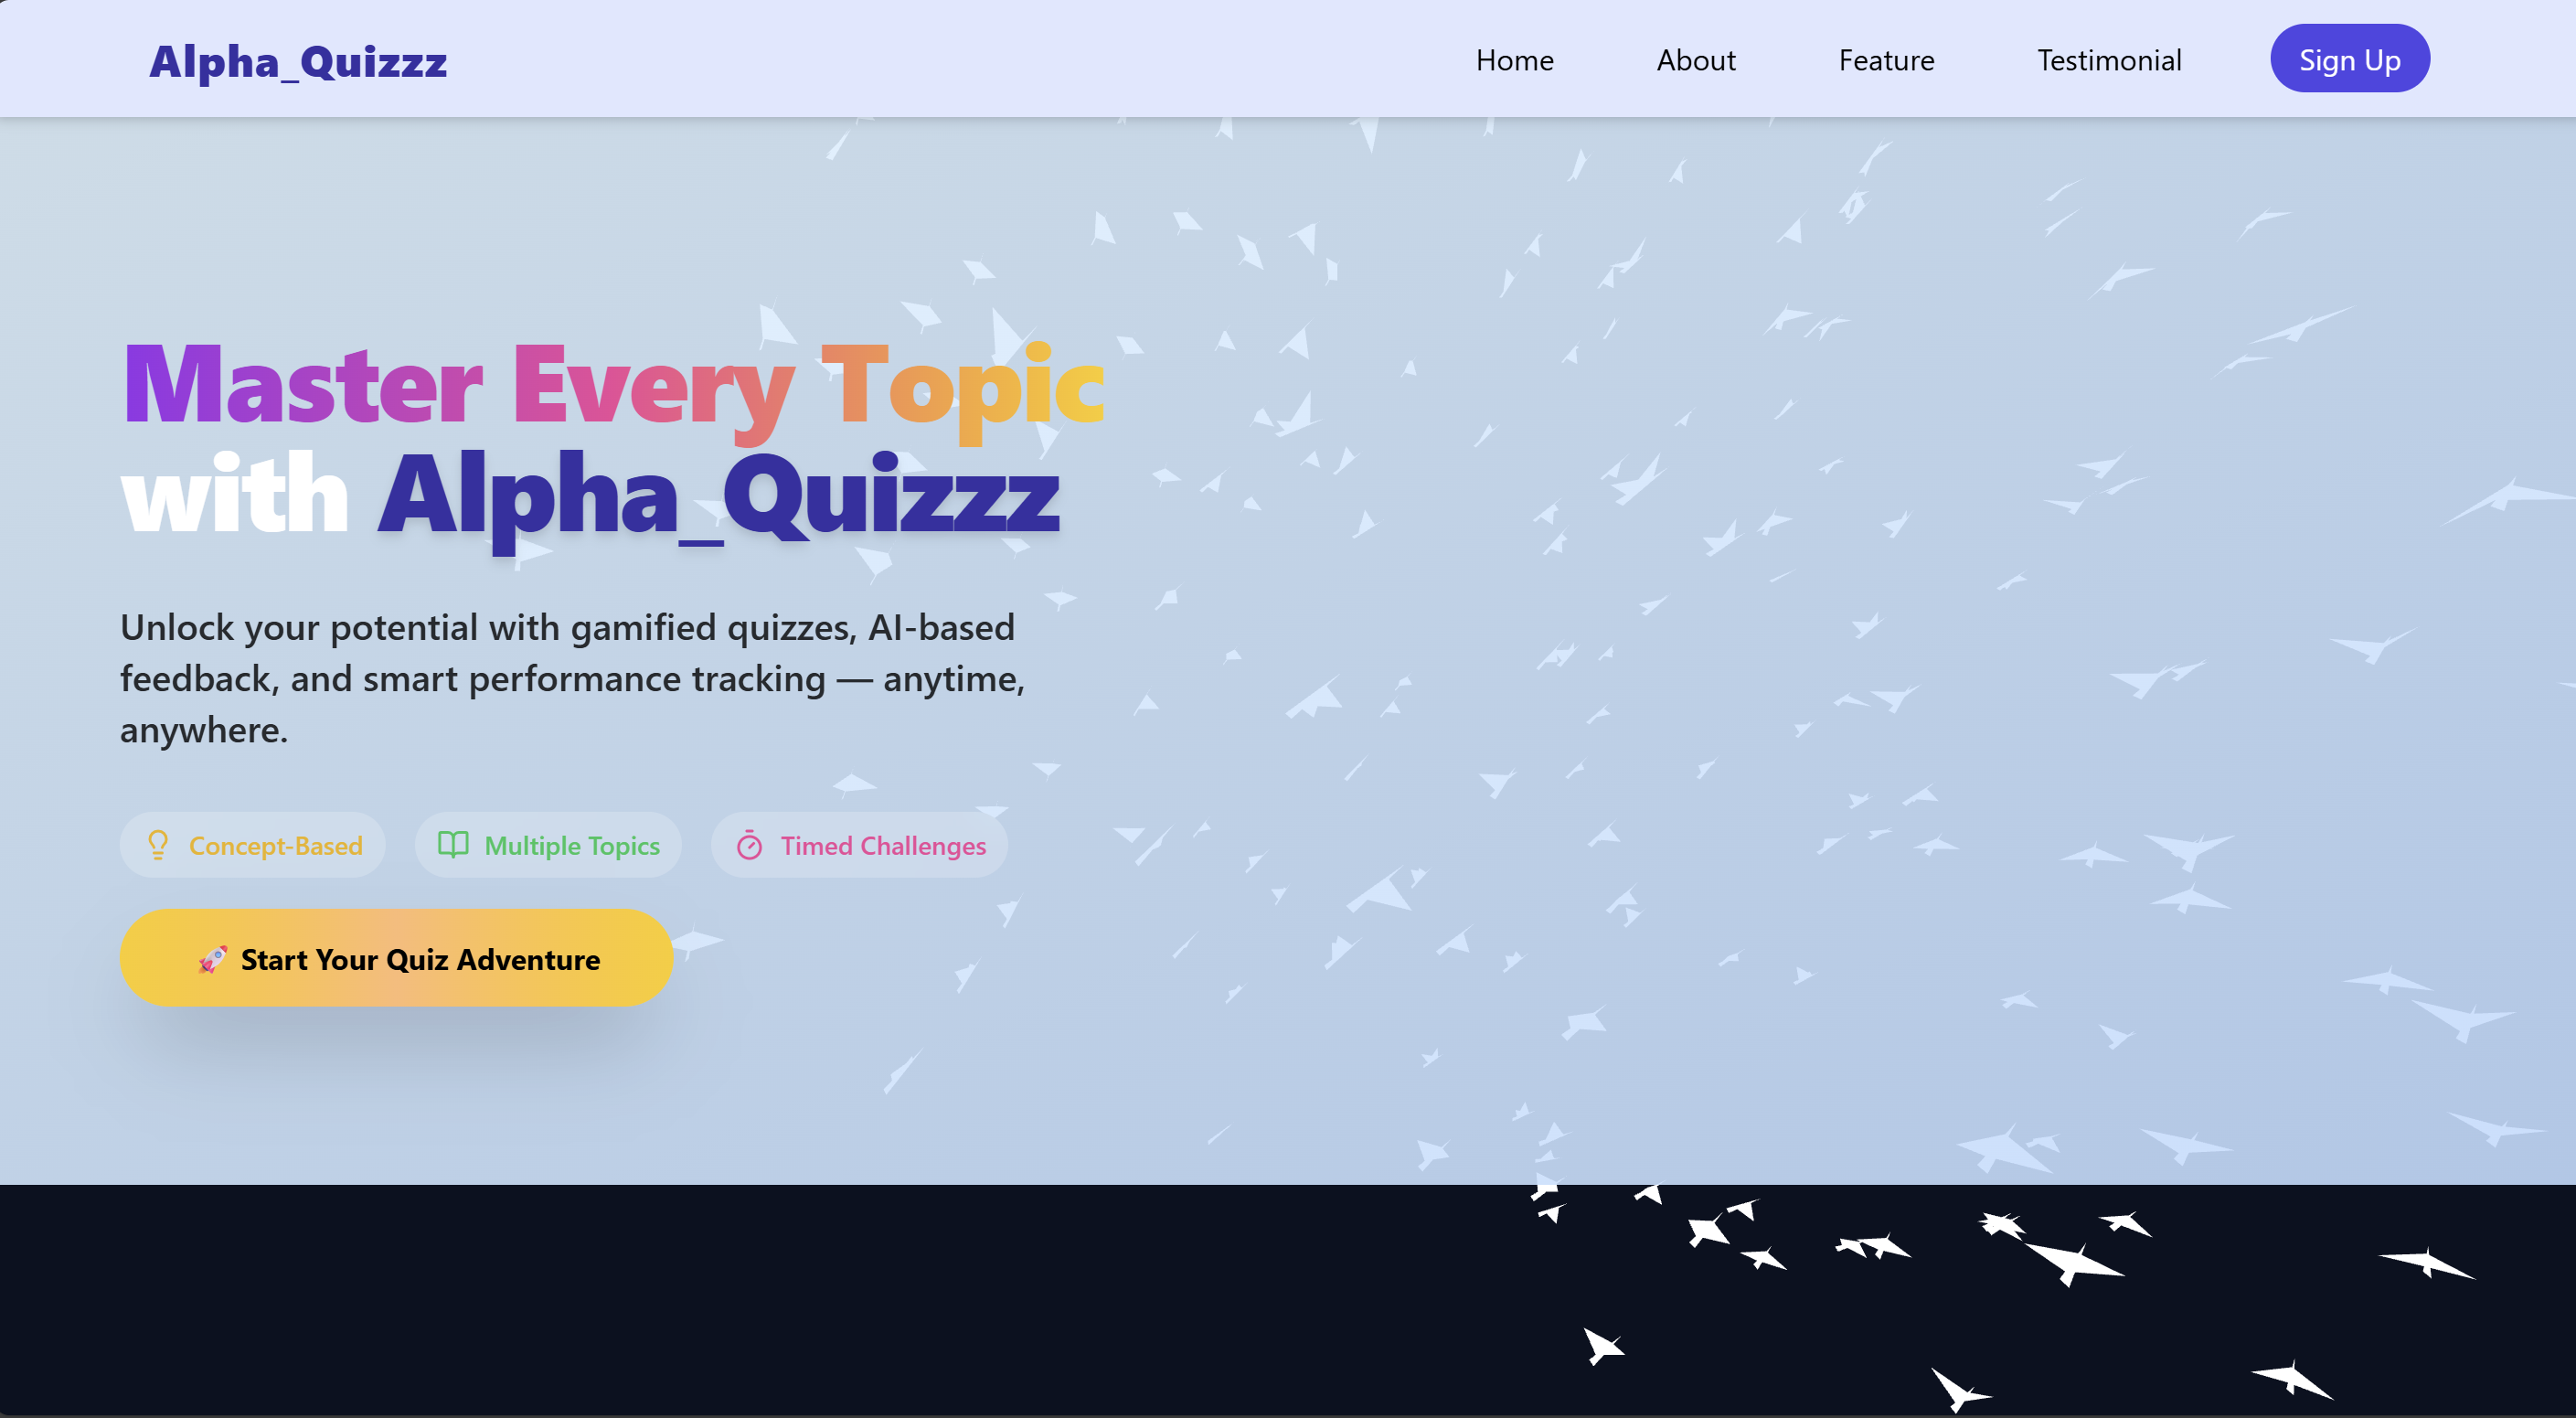 Alpha_Quizzz
Home
About
Feature
Testimonial
Sign Up
Master Every Topic
with Alpha_Quizzz
Unlock your potential with gamified quizzes, AI-based
feedback, and smart performance tracking — anytime,
anywhere.
Concept-Based
Multiple Topics
Timed Challenges
🚀 Start Your Quiz Adventure